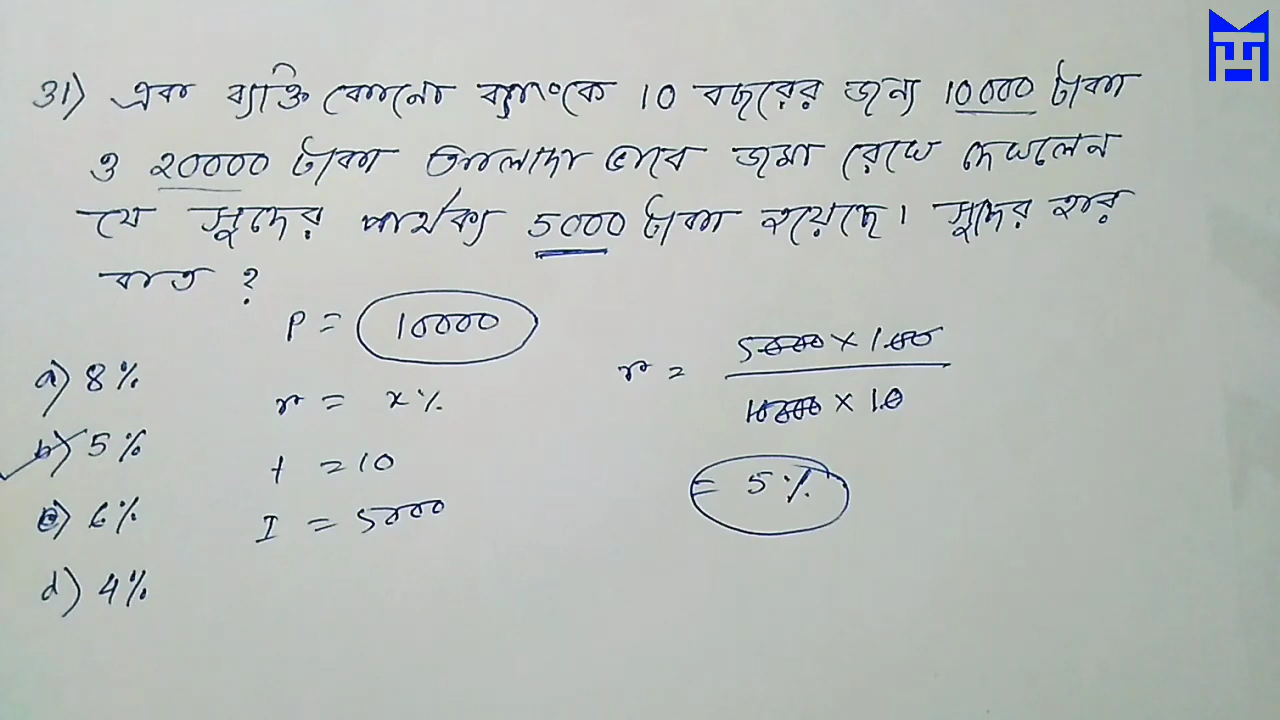 31) এক ব্যক্তি কোনো ব্যাংকে 10 বছরের জন্য 10000 টাকা
ও 20000 টাকা আলাদা ভাবে জমা রেখে দেখলেন
যে সুদের পার্থক্য 5000 টাকা হয়েছে। সুদের হার
কত ?
P = 10000
r = x%
t = 10
I = 5000
r = 5000 × 100 / 10000 × 10
= 5%
a) 8%
b) 5%
c) 6%
d) 4%